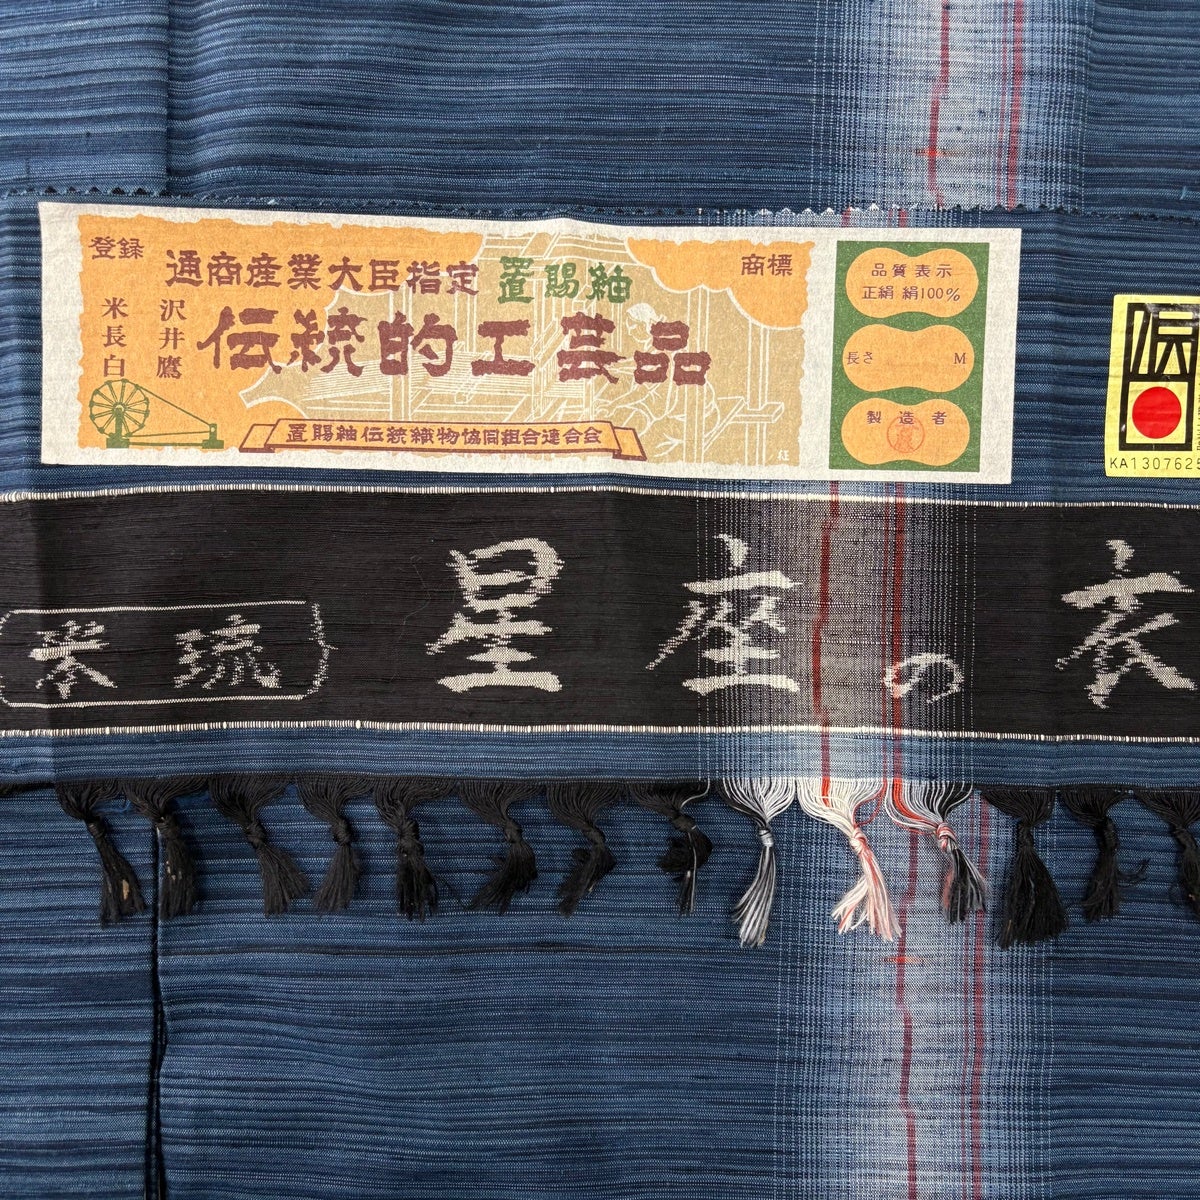 登録
通商産業大臣指定 置賜紬
商標
米沢
長井
白鷹
伝統的工芸品
置賜紬伝統織物協同組合連合会
品質表示
正絹 絹100%
長さ M
製造者
伝
KA1307625
米琉
星座の衣